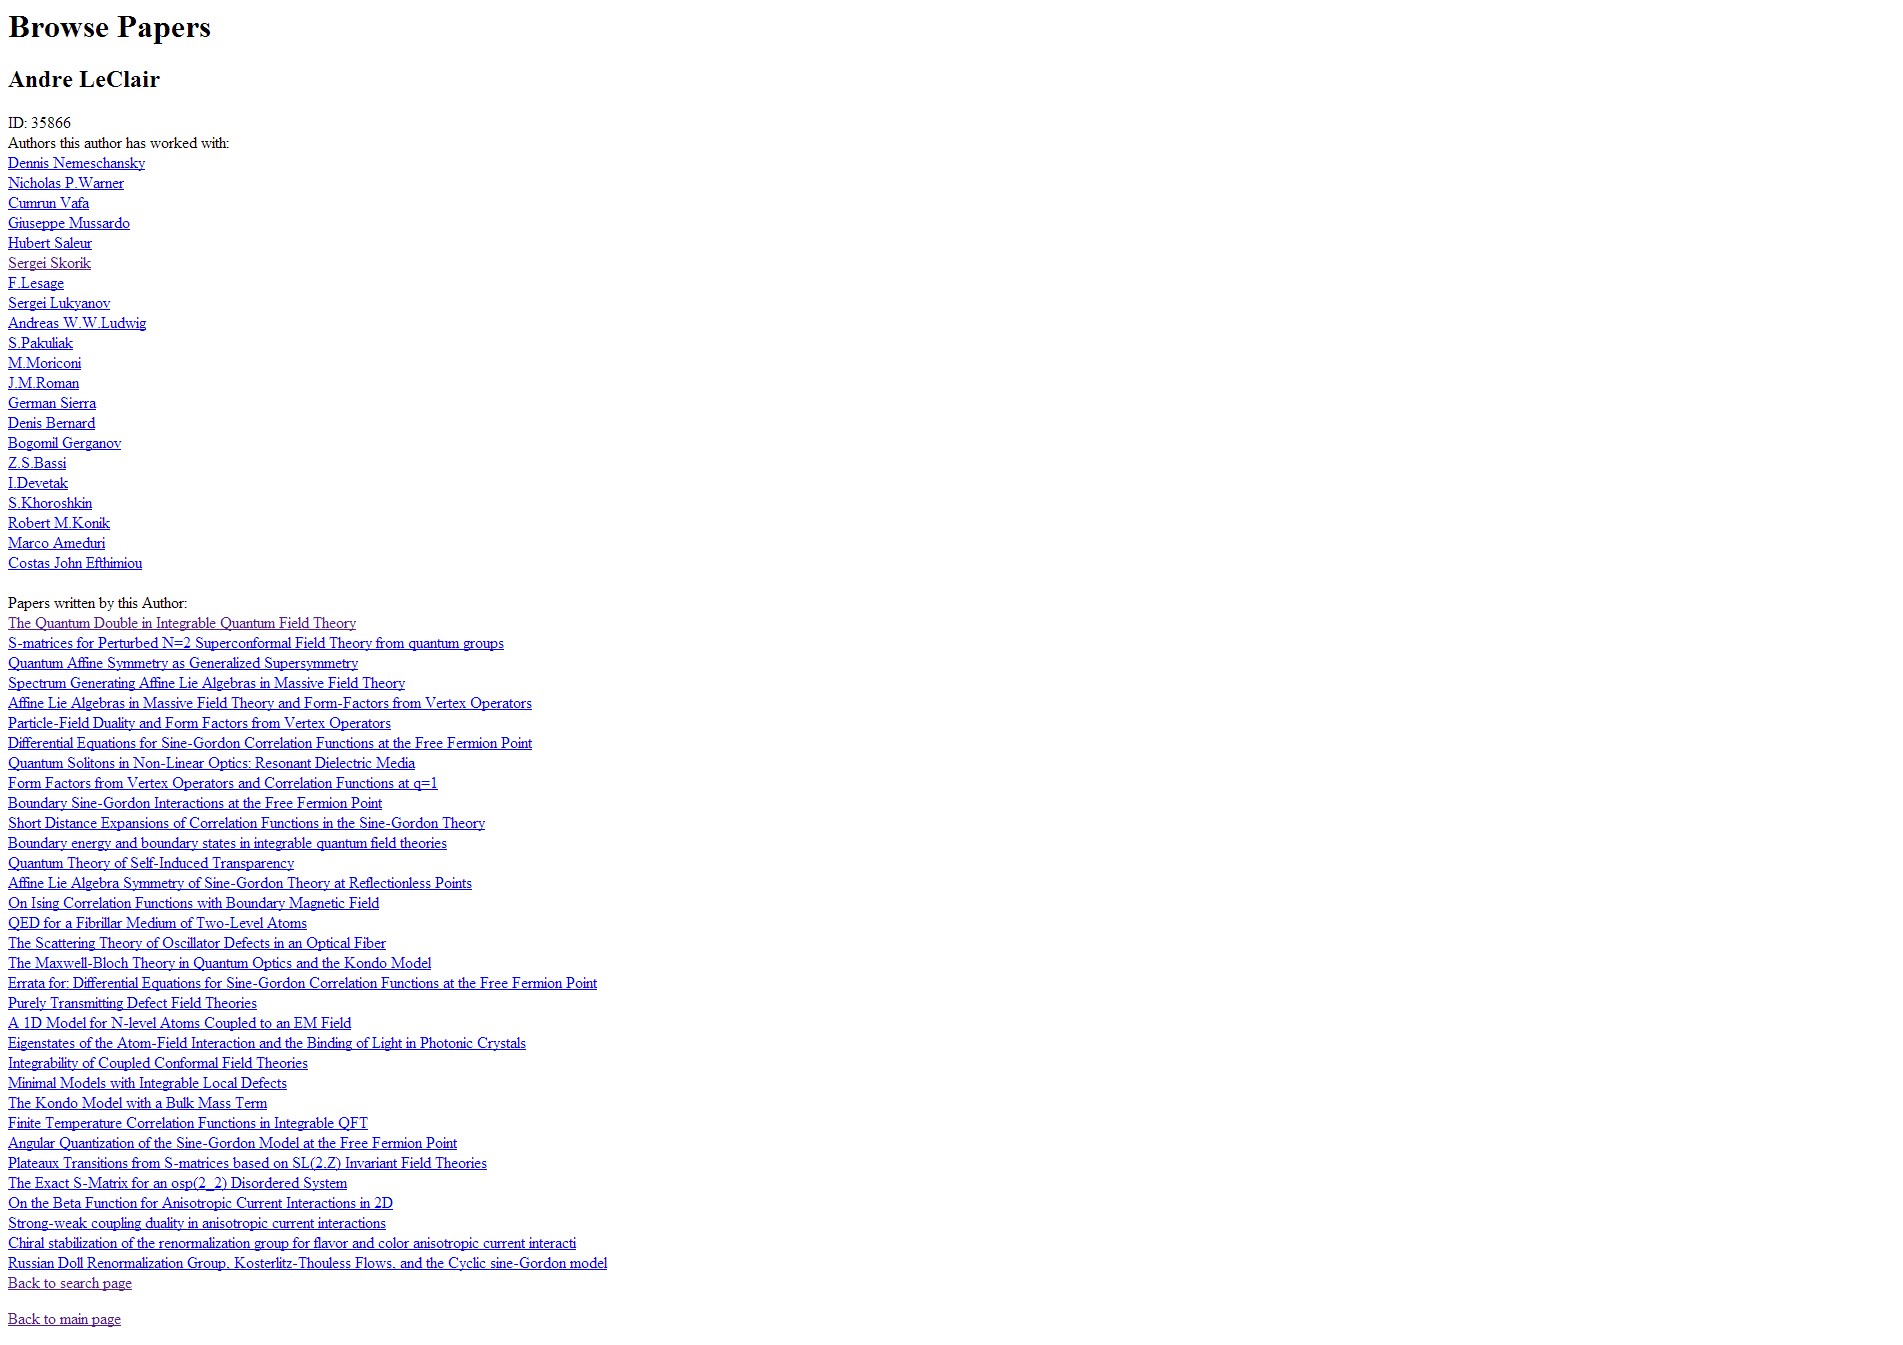 Browse Papers
Andre LeClair
ID: 35866
Authors this author has worked with:
Dennis Nemeschansky
Nicholas P.Warner
Cumrun Vafa
Giuseppe Mussardo
Hubert Saleur
Sergei Skorik
F.Lesage
Sergei Lukyanov
Andreas W.W.Ludwig
S.Pakuliak
M.Moriconi
J.M.Roman
German Sierra
Denis Bernard
Bogomil Gerganov
Z.S.Bassi
I.Devetak
S.Khoroshkin
Robert M.Konik
Marco Ameduri
Costas John Efthimiou
Papers written by this Author:
The Quantum Double in Integrable Quantum Field Theory
S-matrices for Perturbed N=2 Superconformal Field Theory from quantum groups
Quantum Affine Symmetry as Generalized Supersymmetry
Spectrum Generating Affine Lie Algebras in Massive Field Theory
Affine Lie Algebras in Massive Field Theory and Form-Factors from Vertex Operators
Particle-Field Duality and Form Factors from Vertex Operators
Differential Equations for Sine-Gordon Correlation Functions at the Free Fermion Point
Quantum Solitons in Non-Linear Optics: Resonant Dielectric Media
Form Factors from Vertex Operators and Correlation Functions at q=1
Boundary Sine-Gordon Interactions at the Free Fermion Point
Short Distance Expansions of Correlation Functions in the Sine-Gordon Theory
Boundary energy and boundary states in integrable quantum field theories
Quantum Theory of Self-Induced Transparency
Affine Lie Algebra Symmetry of Sine-Gordon Theory at Reflectionless Points
On Ising Correlation Functions with Boundary Magnetic Field
QED for a Fibrillar Medium of Two-Level Atoms
The Scattering Theory of Oscillator Defects in an Optical Fiber
The Maxwell-Bloch Theory in Quantum Optics and the Kondo Model
Errata for: Differential Equations for Sine-Gordon Correlation Functions at the Free Fermion Point
Purely Transmitting Defect Field Theories
A 1D Model for N-level Atoms Coupled to an EM Field
Eigenstates of the Atom-Field Interaction and the Binding of Light in Photonic Crystals
Integrability of Coupled Conformal Field Theories
Minimal Models with Integrable Local Defects
The Kondo Model with a Bulk Mass Term
Finite Temperature Correlation Functions in Integrable QFT
Angular Quantization of the Sine-Gordon Model at the Free Fermion Point
Plateaux Transitions from S-matrices based on SL(2,Z) Invariant Field Theories
The Exact S-Matrix for an osp(2_2) Disordered System
On the Beta Function for Anisotropic Current Interactions in 2D
Strong-weak coupling duality in anisotropic current interactions
Chiral stabilization of the renormalization group for flavor and color anisotropic current interacti
Russian Doll Renormalization Group, Kosterlitz-Thouless Flows, and the Cyclic sine-Gordon model
Back to search page
Back to main page